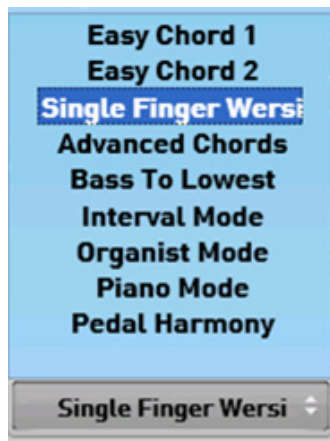 Easy Chord 1
Easy Chord 2
Single Finger Wersi
Advanced Chords
Bass To Lowest
Interval Mode
Organist Mode
Piano Mode
Pedal Harmony
Single Finger Wersi